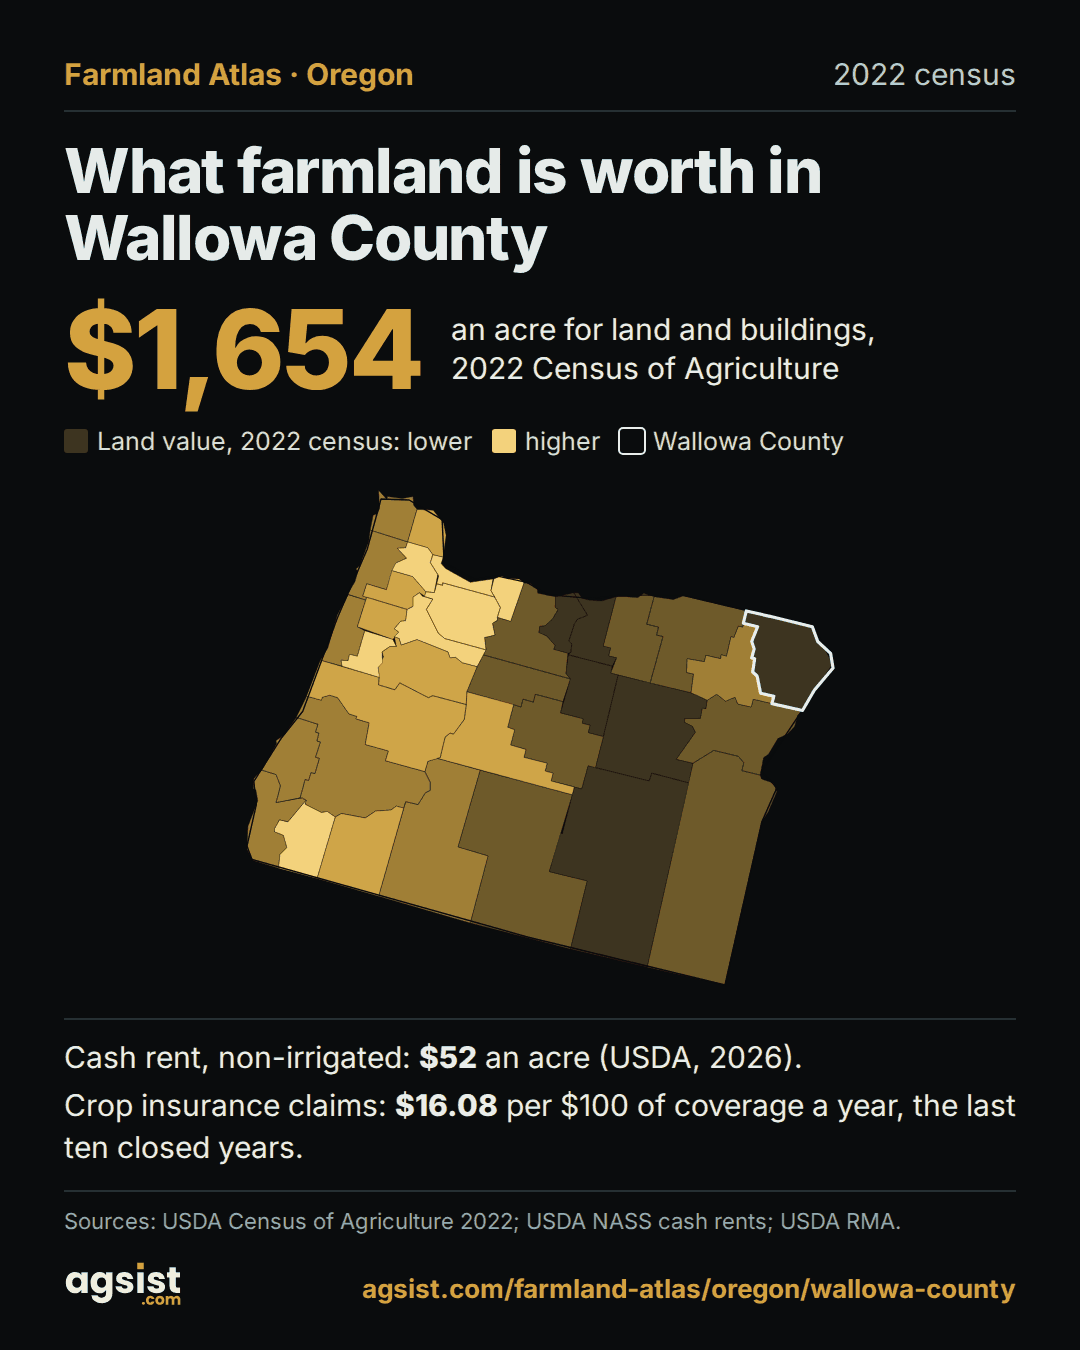 Farmland Atlas · Oregon
2022 census
What farmland is worth in
Wallowa County
$1,654
an acre for land and buildings,
2022 Census of Agriculture
Land value, 2022 census: lower
higher
Wallowa County
Cash rent, non-irrigated: $52 an acre (USDA, 2026).
Crop insurance claims: $16.08 per $100 of coverage a year, the last
ten closed years.
Sources: USDA Census of Agriculture 2022; USDA NASS cash rents; USDA RMA.
agsist
.com
agsist.com/farmland-atlas/oregon/wallowa-county